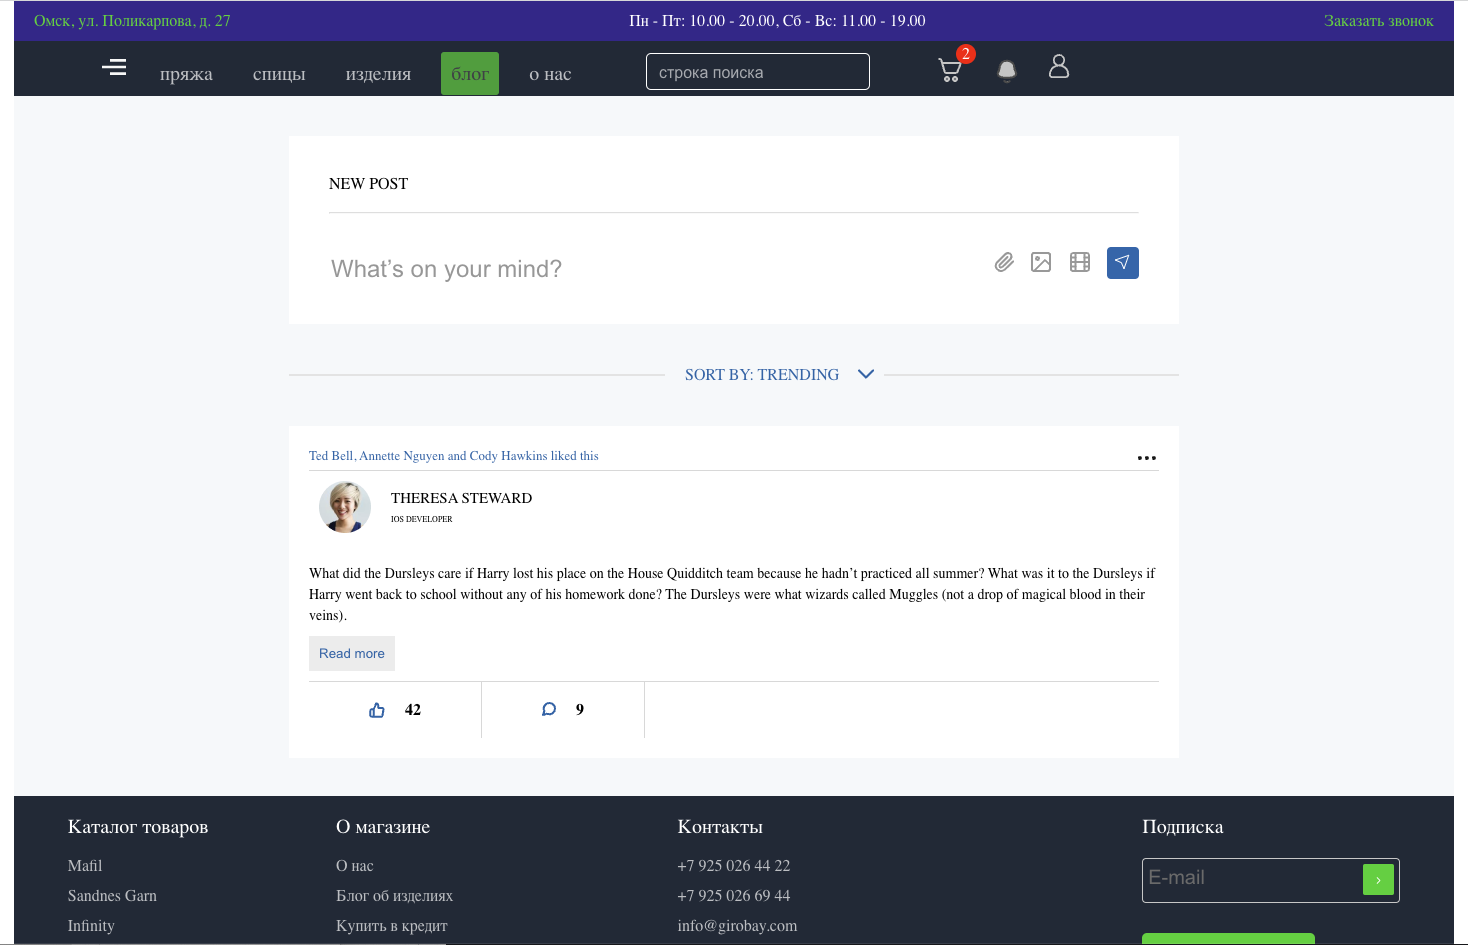 Омск, ул. Поликарпова, д. 27
Пн - Пт: 10.00 - 20.00, Сб - Вс: 11.00 - 19.00
Заказать звонок
пряжа
спицы
изделия
блог
о нас
строка поиска
2
NEW POST
What’s on your mind?
SORT BY: TRENDING
Ted Bell, Annette Nguyen and Cody Hawkins liked this
THERESA STEWARD
IOS DEVELOPER
What did the Dursleys care if Harry lost his place on the House Quidditch team because he hadn’t practiced all summer? What was it to the Dursleys if
Harry went back to school without any of his homework done? The Dursleys were what wizards called Muggles (not a drop of magical blood in their
veins).
Read more
42
9
Каталог товаров
Mafil
Sandnes Garn
Infinity
О магазине
О нас
Блог об изделиях
Купить в кредит
Контакты
+7 925 026 44 22
+7 925 026 69 44
info@girobay.com
Подписка
E-mail
›